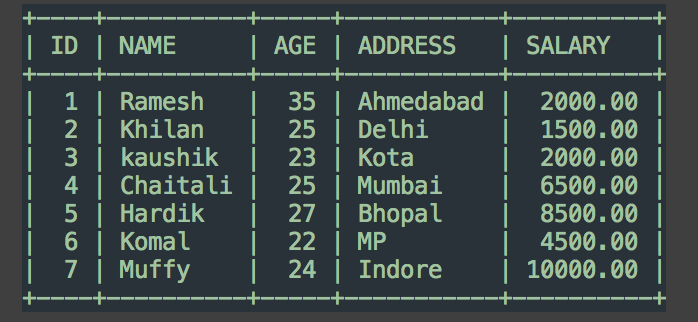 +----+----------+-----+-----------+----------+
| ID | NAME     | AGE | ADDRESS   | SALARY   |
+----+----------+-----+-----------+----------+
|  1 | Ramesh   |  35 | Ahmedabad |  2000.00 |
|  2 | Khilan   |  25 | Delhi     |  1500.00 |
|  3 | kaushik  |  23 | Kota      |  2000.00 |
|  4 | Chaitali |  25 | Mumbai    |  6500.00 |
|  5 | Hardik   |  27 | Bhopal    |  8500.00 |
|  6 | Komal    |  22 | MP        |  4500.00 |
|  7 | Muffy    |  24 | Indore    | 10000.00 |
+----+----------+-----+-----------+----------+